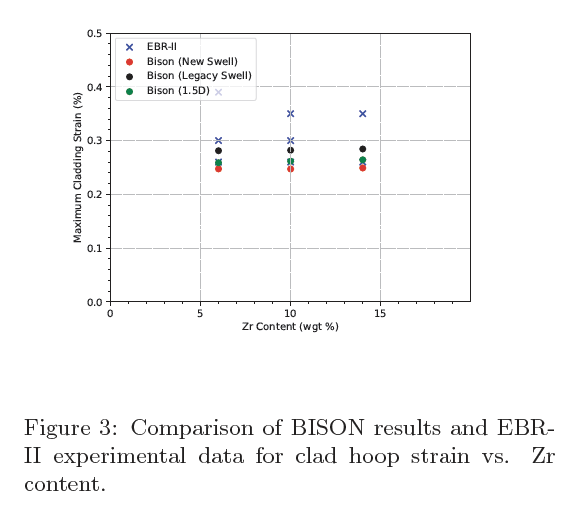 0.5
0.4
0.3
0.2
0.1
0.0
Maximum Cladding Strain (%)
EBR-II
Bison (New Swell)
Bison (Legacy Swell)
Bison (1.5D)
0 5 10 15
Zr Content (wgt %)
Figure 3: Comparison of BISON results and EBR-
II experimental data for clad hoop strain vs. Zr
content.